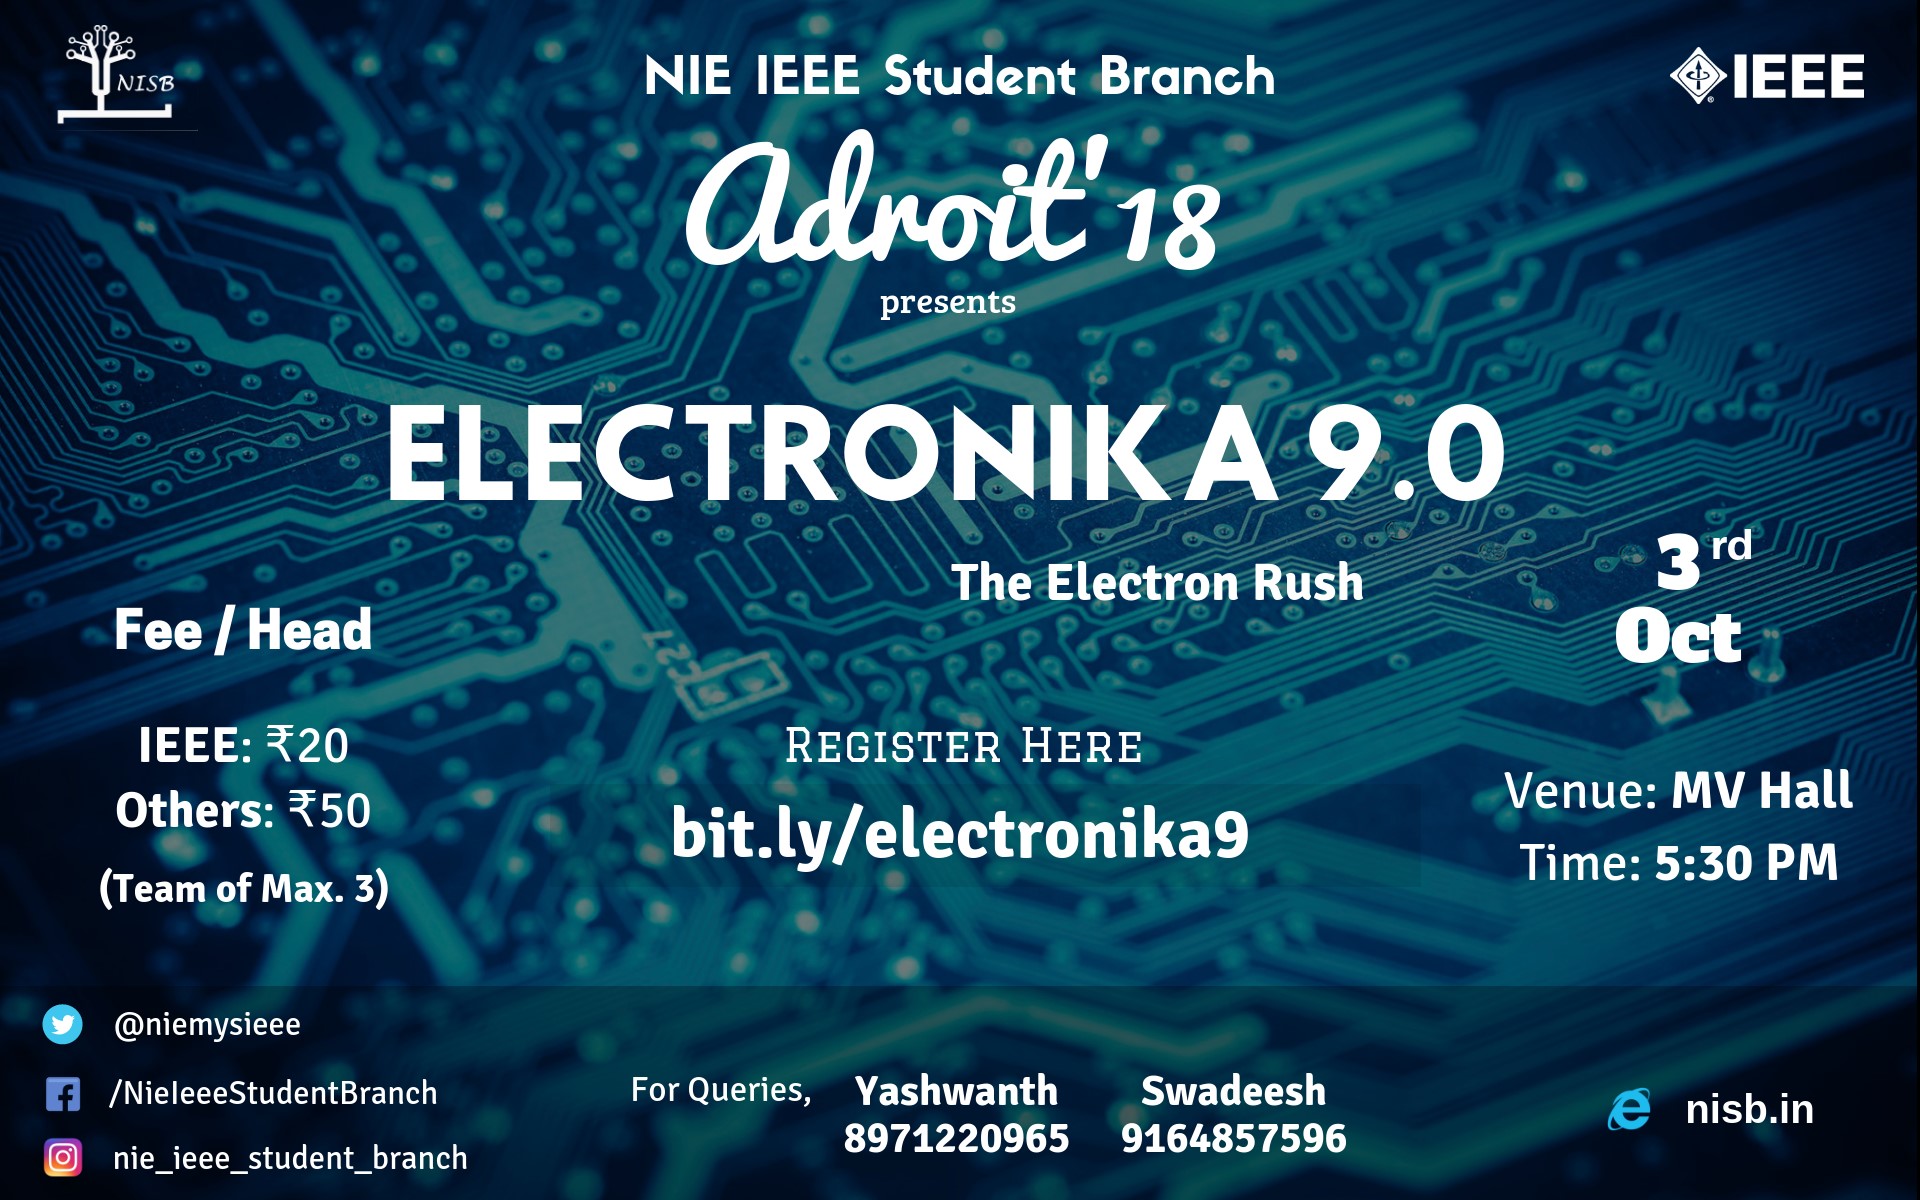 NISB
NIE IEEE Student Branch
IEEE
Adroit'18
presents
ELECTRONIKA 9.0
The Electron Rush
3rd
Oct
Fee / Head
IEEE: ₹20
Others: ₹50
(Team of Max. 3)
Register Here
bit.ly/electronika9
Venue: MV Hall
Time: 5:30 PM
@niemysieee
/NieIeeeStudentBranch
nie_ieee_student_branch
For Queries,
Yashwanth
8971220965
Swadeesh
9164857596
nisb.in